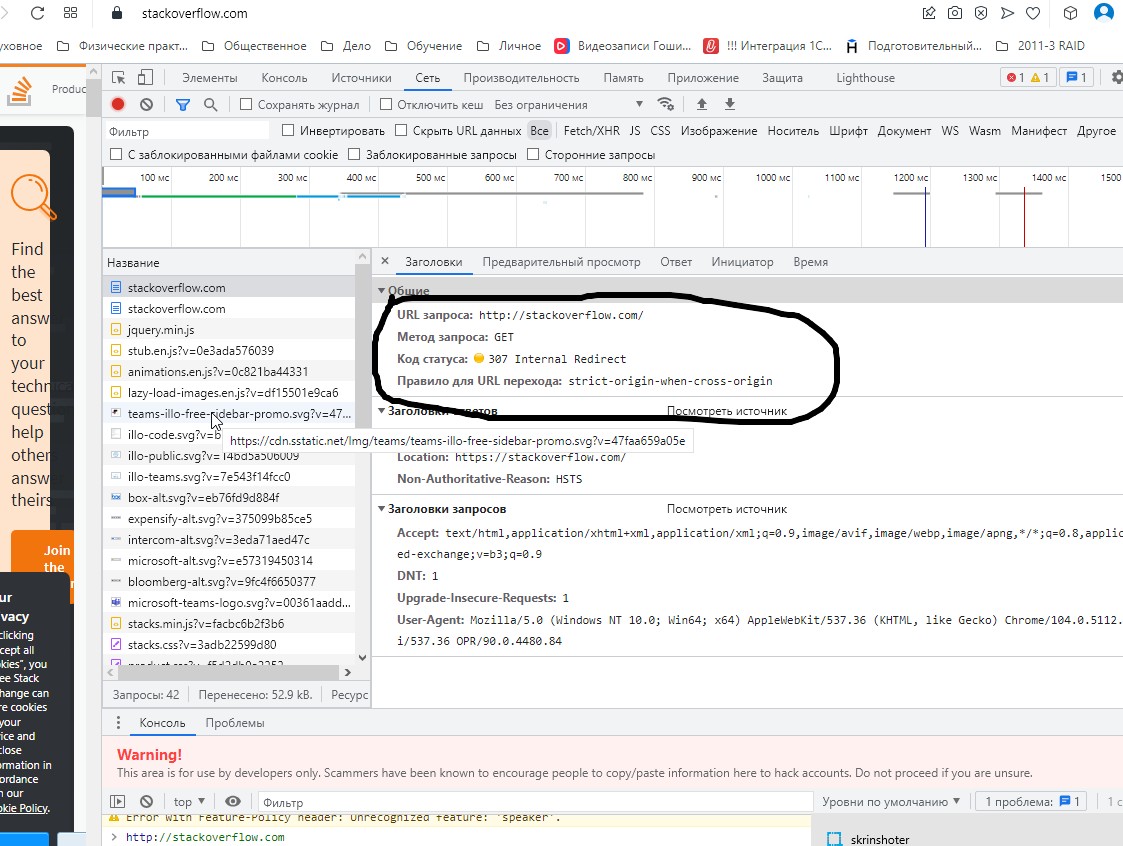 stackoverflow.com
уховное Физические практ... Общественное Дело Обучение Личное Видеозаписи Гоши... !!! Интеграция 1С... Подготовительный... 2011-3 RAID
Produc
Элементы Консоль Источники Сеть Производительность Память Приложение Защита Lighthouse 1 1 1
Сохранять журнал Отключить кеш Без ограничения
Фильтр Инвертировать Скрыть URL данных Все Fetch/XHR JS CSS Изображение Носитель Шрифт Документ WS Wasm Манифест Другое
С заблокированными файлами cookie Заблокированные запросы Сторонние запросы
100 мс 200 мс 300 мс 400 мс 500 мс 600 мс 700 мс 800 мс 900 мс 1000 мс 1100 мс 1200 мс 1300 мс 1400 мс 1500
Find
the
best
answ
to
your
techn
questi
help
other
answ
theirs
Join
the
ur
vacy
clicking
cept all
kies", you
ee Stack
hange can
re cookies
your
vice and
close
ormation in
ordance
h our
okie Policy.
Название
stackoverflow.com
stackoverflow.com
jquery.min.js
stub.en.js?v=0e3ada576039
animations.en.js?v=0c821ba44331
lazy-load-images.en.js?v=df15501e9ca6
teams-illo-free-sidebar-promo.svg?v=47...
illo-code.svg?v=b
https://cdn.sstatic.net/Img/teams/teams-illo-free-sidebar-promo.svg?v=47faa659a05e
illo-public.svg?v=14bd5a506009
illo-teams.svg?v=7e543f14fcc0
box-alt.svg?v=eb76fd9d884f
expensify-alt.svg?v=375099b85ce5
intercom-alt.svg?v=3eda71aed47c
microsoft-alt.svg?v=e57319450314
bloomberg-alt.svg?v=9fc4f6650377
microsoft-teams-logo.svg?v=00361aadd...
stacks.min.js?v=facbc6b2f3b6
stacks.css?v=3adb22599d80
Запросы: 42 Перенесено: 52.9 kB. Ресурс
Заголовки Предварительный просмотр Ответ Инициатор Время
Общие
URL запроса: http://stackoverflow.com/
Метод запроса: GET
Код статуса: 307 Internal Redirect
Правило для URL перехода: strict-origin-when-cross-origin
Заголовки ответов Посмотреть источник
Location: https://stackoverflow.com/
Non-Authoritative-Reason: HSTS
Заголовки запросов Посмотреть источник
Accept: text/html,application/xhtml+xml,application/xml;q=0.9,image/avif,image/webp,image/apng,*/*;q=0.8,applic
ed-exchange;v=b3;q=0.9
DNT: 1
Upgrade-Insecure-Requests: 1
User-Agent: Mozilla/5.0 (Windows NT 10.0; Win64; x64) AppleWebKit/537.36 (KHTML, like Gecko) Chrome/104.0.5112.
i/537.36 OPR/90.0.4480.84
Консоль Проблемы
Warning!
This area is for use by developers only. Scammers have been known to encourage people to copy/paste information here to hack accounts. Do not proceed if you are unsure.
top Фильтр Уровни по умолчанию 1 проблема: 1 1 с
Error with Feature-Policy header: Unrecognized feature: 'speaker'.
http://stackoverflow.com
skrinshoter